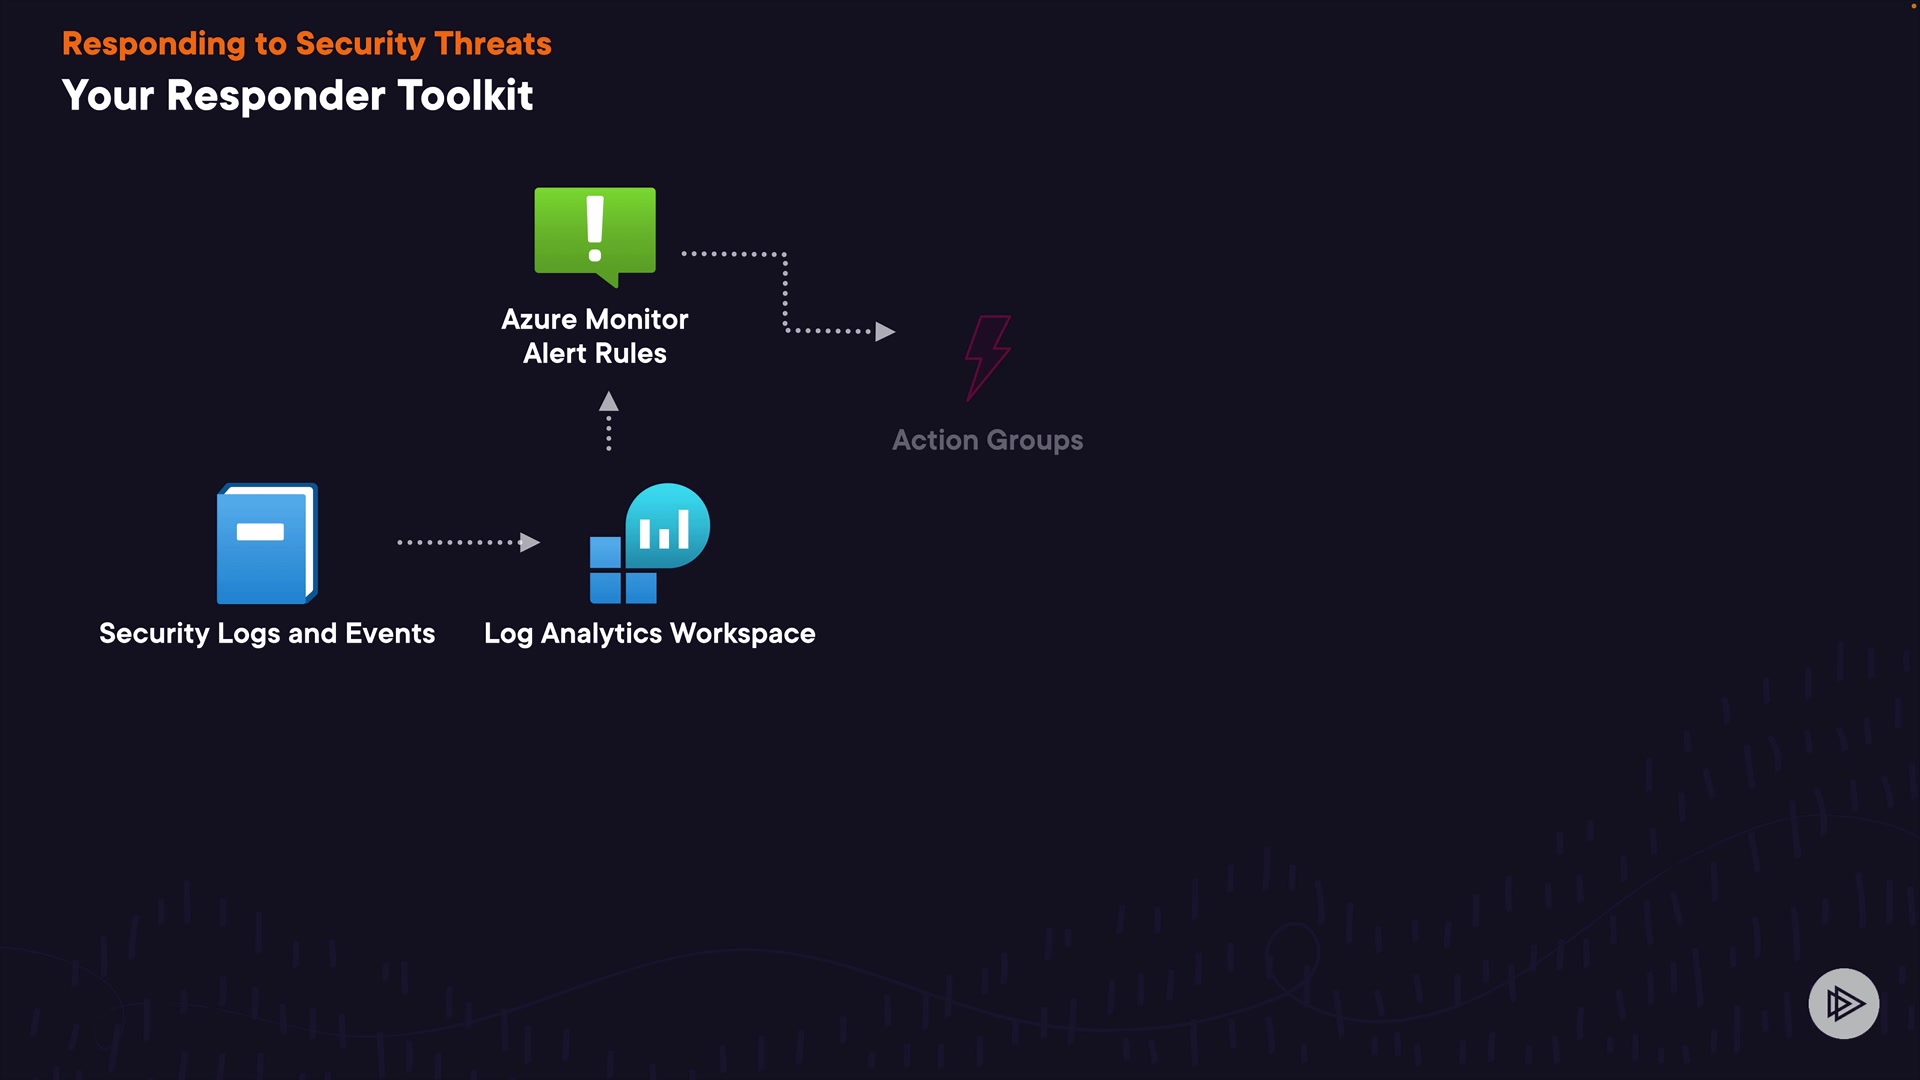 Responding to Security Threats
Your Responder Toolkit
Azure Monitor
Alert Rules
Action Groups
Security Logs and Events
Log Analytics Workspace